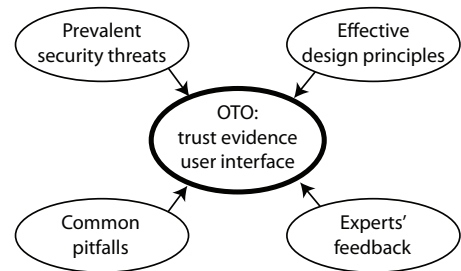 Prevalent
security threats
Effective
design principles
OTO:
trust evidence
user interface
Common
pitfalls
Experts'
feedback